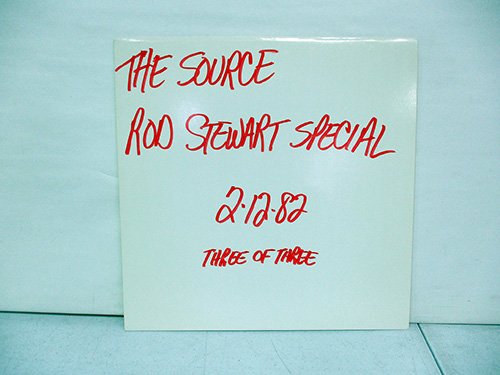 THE SOURCE
ROD STEWART SPECIAL
2-12-82
THREE OF THREE